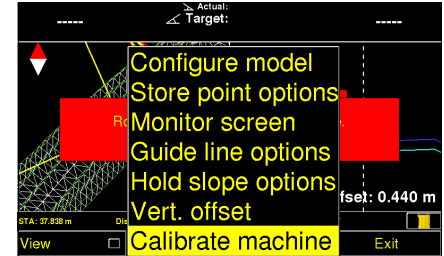 Actual:
----- Target: -----
Configure model
Store point options
Monitor screen
Guide line options
Hold slope options
fset: 0.440 m
Vert. offset
STA: 37.838 m
View
Calibrate machine
Exit